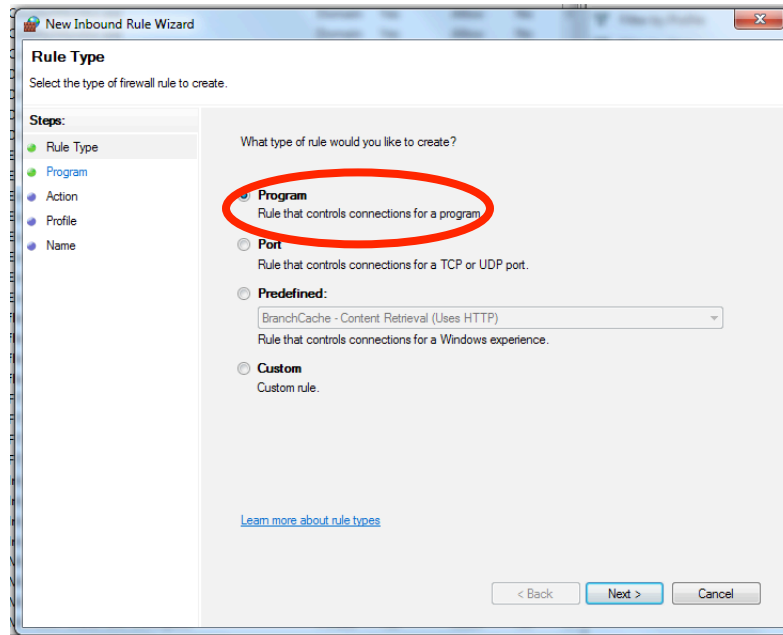 New Inbound Rule Wizard
Rule Type
Select the type of firewall rule to create.
Steps:
Rule Type
Program
Action
Profile
Name
What type of rule would you like to create?
Program
Rule that controls connections for a program
Port
Rule that controls connections for a TCP or UDP port.
Predefined:
BranchCache - Content Retrieval (Uses HTTP)
Rule that controls connections for a Windows experience.
Custom
Custom rule.
Learn more about rule types
< Back
Next >
Cancel